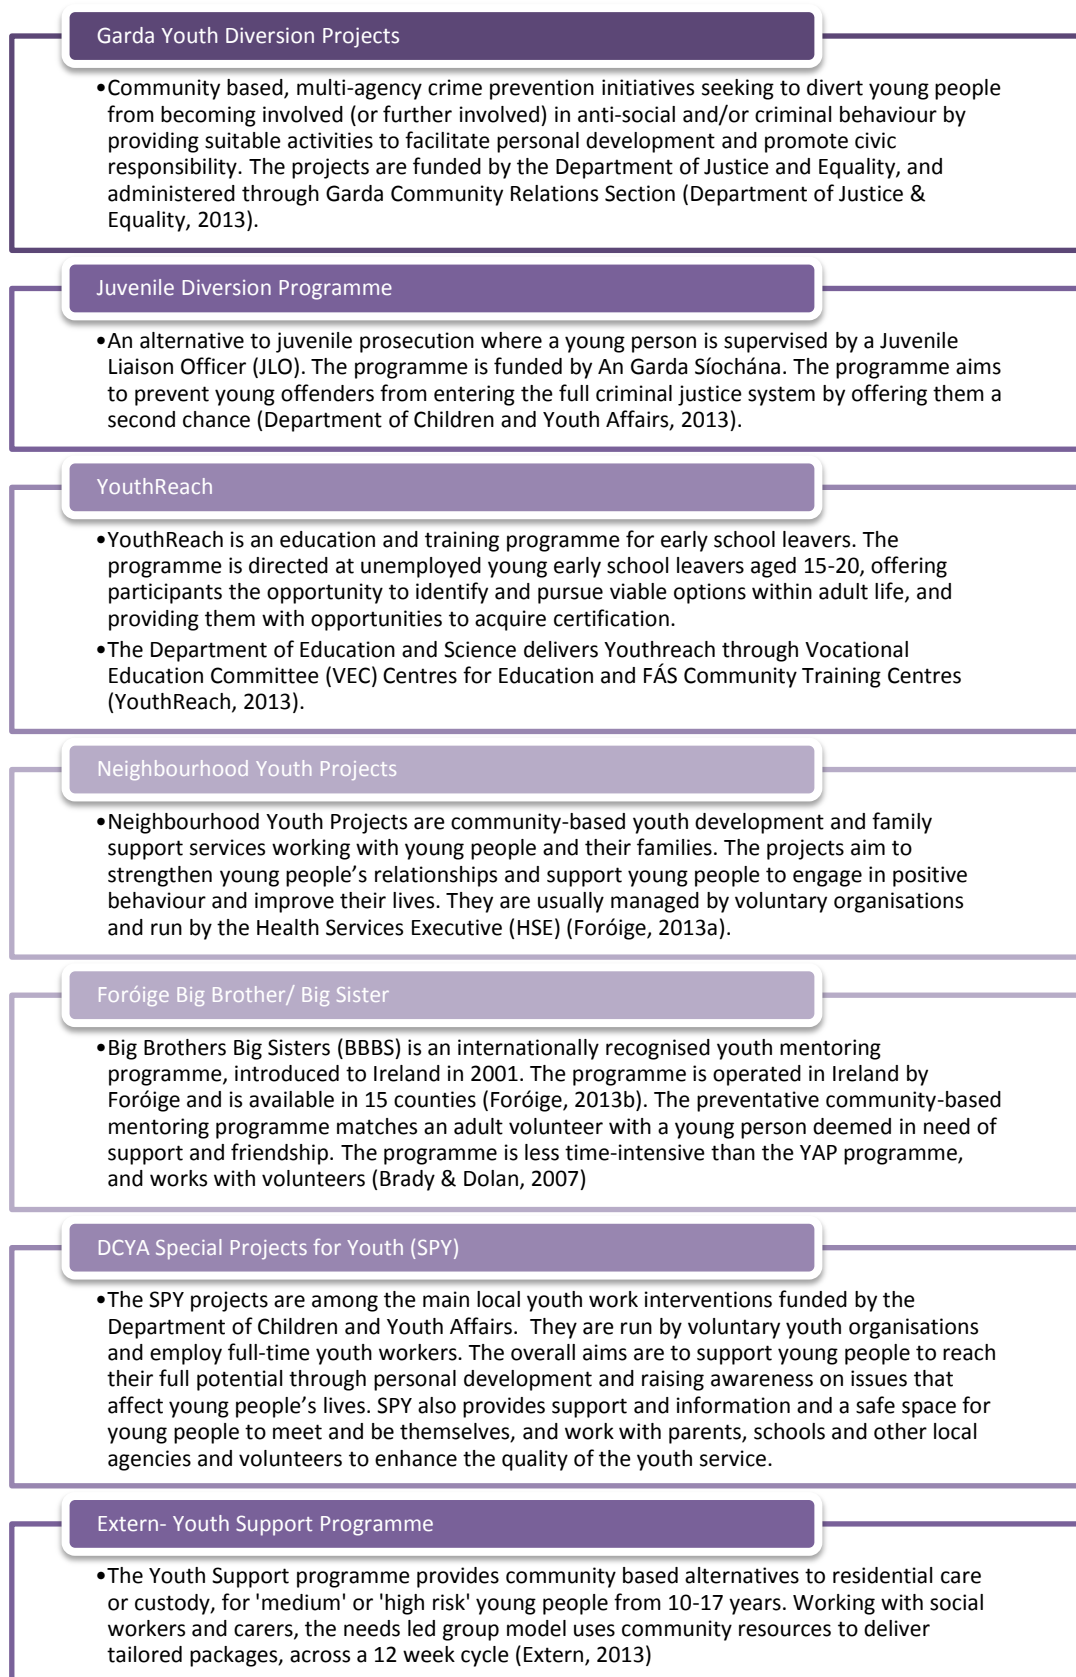 Garda Youth Diversion Projects
•Community based, multi-agency crime prevention initiatives seeking to divert young people
from becoming involved (or further involved) in anti-social and/or criminal behaviour by
providing suitable activities to facilitate personal development and promote civic
responsibility. The projects are funded by the Department of Justice and Equality, and
administered through Garda Community Relations Section (Department of Justice &
Equality, 2013).
Juvenile Diversion Programme
•An alternative to juvenile prosecution where a young person is supervised by a Juvenile
Liaison Officer (JLO). The programme is funded by An Garda Síochána. The programme aims
to prevent young offenders from entering the full criminal justice system by offering them a
second chance (Department of Children and Youth Affairs, 2013).
YouthReach
•YouthReach is an education and training programme for early school leavers. The
programme is directed at unemployed young early school leavers aged 15-20, offering
participants the opportunity to identify and pursue viable options within adult life, and
providing them with opportunities to acquire certification.
•The Department of Education and Science delivers Youthreach through Vocational
Education Committee (VEC) Centres for Education and FÁS Community Training Centres
(YouthReach, 2013).
Neighbourhood Youth Projects
•Neighbourhood Youth Projects are community-based youth development and family
support services working with young people and their families. The projects aim to
strengthen young people’s relationships and support young people to engage in positive
behaviour and improve their lives. They are usually managed by voluntary organisations
and run by the Health Services Executive (HSE) (Foróige, 2013a).
Foróige Big Brother/ Big Sister
•Big Brothers Big Sisters (BBBS) is an internationally recognised youth mentoring
programme, introduced to Ireland in 2001. The programme is operated in Ireland by
Foróige and is available in 15 counties (Foróige, 2013b). The preventative community-based
mentoring programme matches an adult volunteer with a young person deemed in need of
support and friendship. The programme is less time-intensive than the YAP programme,
and works with volunteers (Brady & Dolan, 2007)
DCYA Special Projects for Youth (SPY)
•The SPY projects are among the main local youth work interventions funded by the
Department of Children and Youth Affairs. They are run by voluntary youth organisations
and employ full-time youth workers. The overall aims are to support young people to reach
their full potential through personal development and raising awareness on issues that
affect young people’s lives. SPY also provides support and information and a safe space for
young people to meet and be themselves, and work with parents, schools and other local
agencies and volunteers to enhance the quality of the youth service.
Extern- Youth Support Programme
•The Youth Support programme provides community based alternatives to residential care
or custody, for 'medium' or 'high risk' young people from 10-17 years. Working with social
workers and carers, the needs led group model uses community resources to deliver
tailored packages, across a 12 week cycle (Extern, 2013)